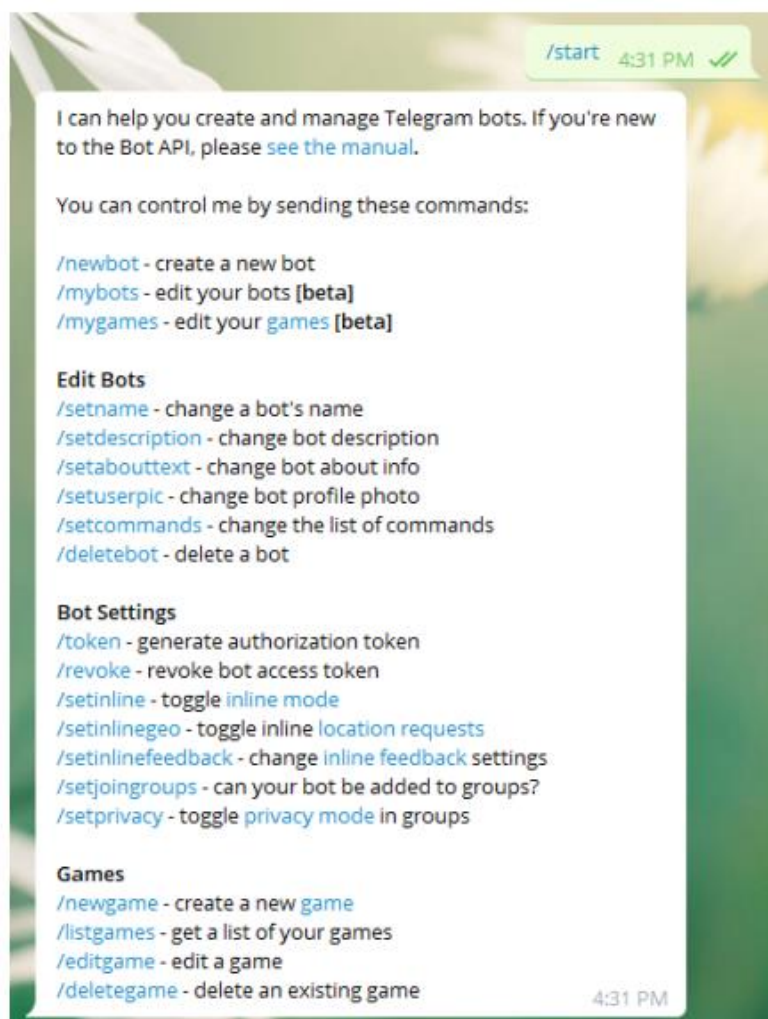 /start 4:31 PM
I can help you create and manage Telegram bots. If you're new
to the Bot API, please see the manual.
You can control me by sending these commands:
/newbot - create a new bot
/mybots - edit your bots [beta]
/mygames - edit your games [beta]
Edit Bots
/setname - change a bot's name
/setdescription - change bot description
/setabouttext - change bot about info
/setuserpic - change bot profile photo
/setcommands - change the list of commands
/deletebot - delete a bot
Bot Settings
/token - generate authorization token
/revoke - revoke bot access token
/setinline - toggle inline mode
/setinlinegeo - toggle inline location requests
/setinlinefeedback - change inline feedback settings
/setjoingroups - can your bot be added to groups?
/setprivacy - toggle privacy mode in groups
Games
/newgame - create a new game
/listgames - get a list of your games
/editgame - edit a game
/deletegame - delete an existing game
4:31 PM